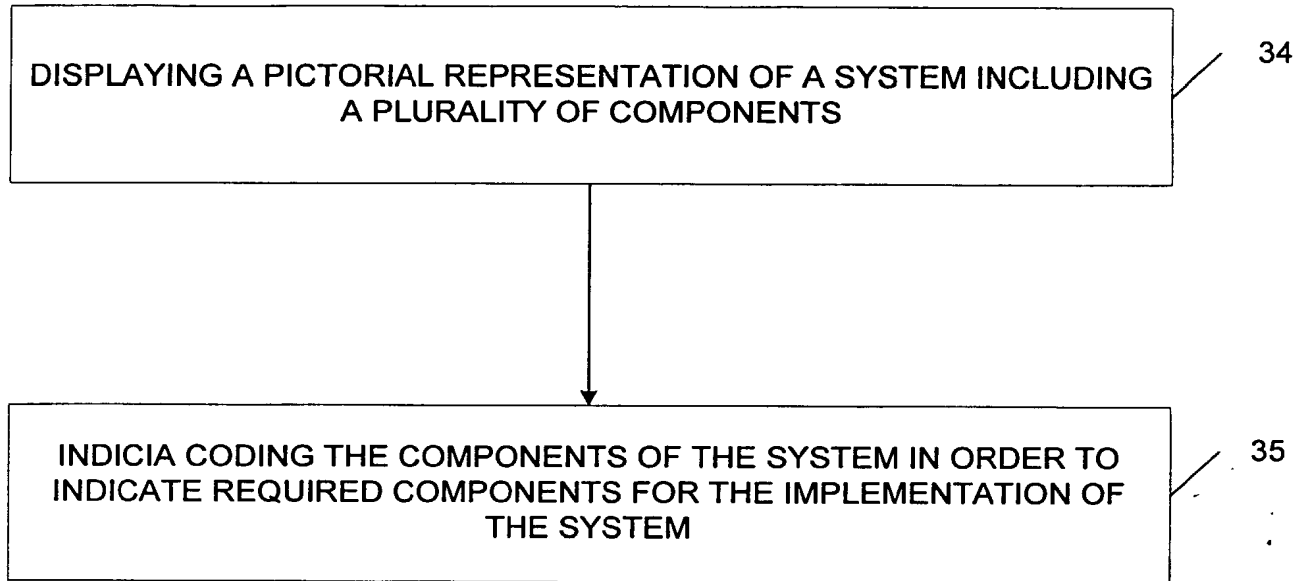 DISPLAYING A PICTORIAL REPRESENTATION OF A SYSTEM INCLUDING
A PLURALITY OF COMPONENTS
34
INDICIA CODING THE COMPONENTS OF THE SYSTEM IN ORDER TO
INDICATE REQUIRED COMPONENTS FOR THE IMPLEMENTATION OF
THE SYSTEM
35